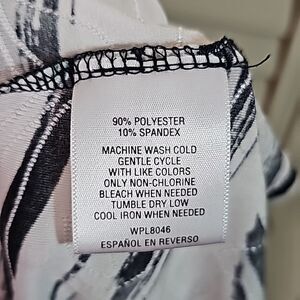 90% POLYESTER
10% SPANDEX
MACHINE WASH COLD
GENTLE CYCLE
WITH LIKE COLORS
ONLY NON-CHLORINE
BLEACH WHEN NEEDED
TUMBLE DRY LOW
COOL IRON WHEN NEEDED
WPL8046
ESPAÑOL EN REVERSO